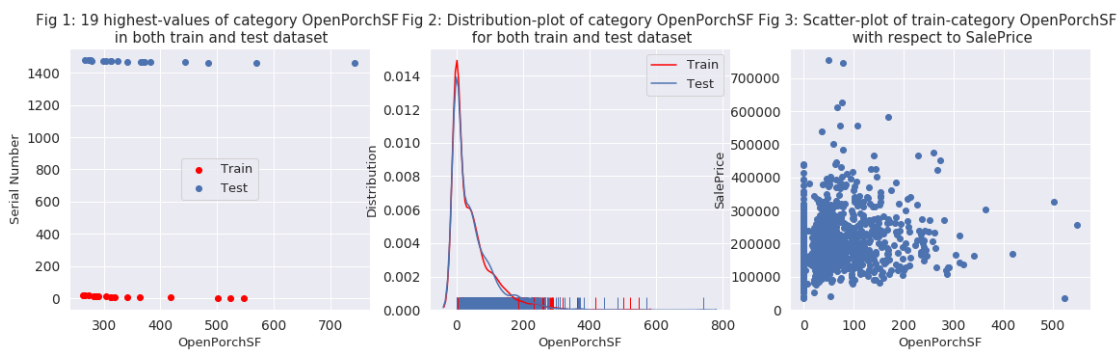 Fig 1: 19 highest-values of category OpenPorchSF
in both train and test dataset
1400
1200
1000
800
600
400
200
0
Serial Number
Train
Test
300
400
500
600
700
OpenPorchSF
Fig 2: Distribution-plot of category OpenPorchSF
for both train and test dataset
0.014
0.012
0.010
0.008
0.006
0.004
0.002
0.000
Distribution
Train
Test
0
200
400
600
800
OpenPorchSF
Fig 3: Scatter-plot of train-category OpenPorchSF
with respect to SalePrice
700000
600000
500000
400000
300000
200000
100000
0
SalePrice
0
100
200
300
400
500
OpenPorchSF